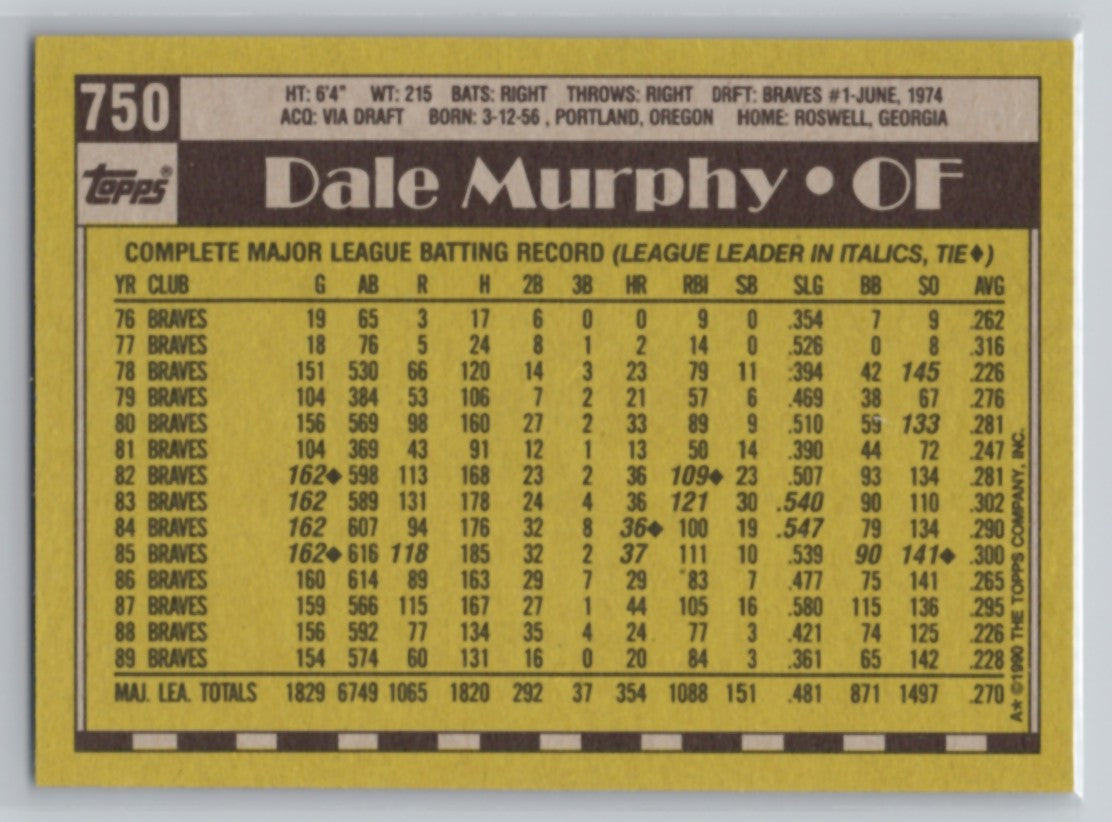 750 HT: 6'4" WT: 215 BATS: RIGHT THROWS: RIGHT DRFT: BRAVES #1-JUNE, 1974
ACQ: VIA DRAFT BORN: 3-12-56 , PORTLAND, OREGON HOME: ROSWELL, GEORGIA
topps® Dale Murphy • OF
COMPLETE MAJOR LEAGUE BATTING RECORD (LEAGUE LEADER IN ITALICS, TIE♦)
YR CLUB G AB R H 2B 3B HR RBI SB SLG BB SO AVG
76 BRAVES 19 65 3 17 6 0 0 9 0 .354 7 9 .262
77 BRAVES 18 76 5 24 8 1 2 14 0 .526 0 8 .316
78 BRAVES 151 530 66 120 14 3 23 79 11 .394 42 145 .226
79 BRAVES 104 384 53 106 7 2 21 57 6 .469 38 67 .276
80 BRAVES 156 569 98 160 27 2 33 89 9 .510 59 133 .281
81 BRAVES 104 369 43 91 12 1 13 50 14 .390 44 72 .247
82 BRAVES 162♦ 598 113 168 23 2 36 109♦ 23 .507 93 134 .281
83 BRAVES 162 589 131 178 24 4 36 121 30 .540 90 110 .302
84 BRAVES 162 607 94 176 32 8 36♦ 100 19 .547 79 134 .290
85 BRAVES 162♦ 616 118 185 32 2 37 111 10 .539 90 141♦ .300
86 BRAVES 160 614 89 163 29 7 29 83 7 .477 75 141 .265
87 BRAVES 159 566 115 167 27 1 44 105 16 .580 115 136 .295
88 BRAVES 156 592 77 134 35 4 24 77 3 .421 74 125 .226
89 BRAVES 154 574 60 131 16 0 20 84 3 .361 65 142 .228
MAJ. LEA. TOTALS 1829 6749 1065 1820 292 37 354 1088 151 .481 871 1497 .270
A★ ©1990 THE TOPPS COMPANY, INC.